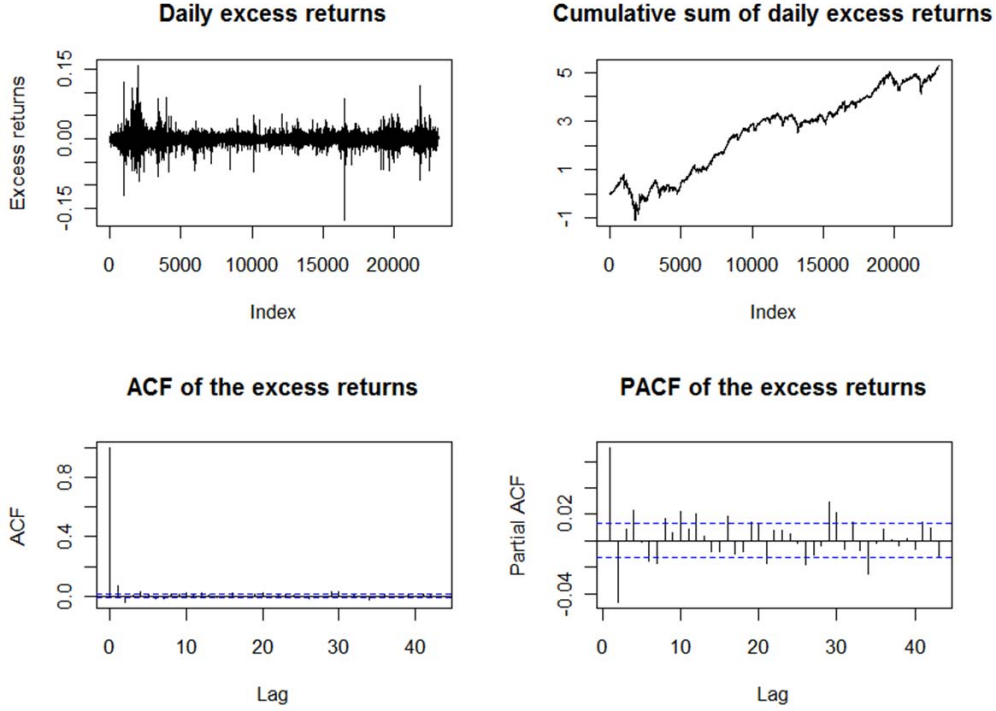 Daily excess returns
Excess returns
0.15
0.00
-0.15
0 5000 10000 15000 20000
Index
Cumulative sum of daily excess returns
5
3
1
-1
0 5000 10000 15000 20000
Index
ACF of the excess returns
ACF
0.8
0.4
0.0
0 10 20 30 40
Lag
PACF of the excess returns
Partial ACF
0.02
-0.04
0 10 20 30 40
Lag